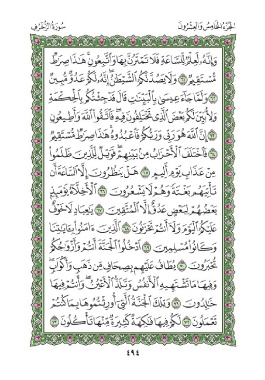 الجزء الخامس والعشرون
سورة الزخرف
وَإِنَّهُ لَعِلْمٌ لِّلسَّاعَةِ فَلَا تَمْتَرُنَّ بِهَا وَاتَّبِعُونِ هَٰذَا صِرَاطٌ
مُّسْتَقِيمٌ ٦١ وَلَا يَصُدَّنَّكُمُ الشَّيْطَانُ إِنَّهُ لَكُمْ عَدُوٌّ مُّبِينٌ
٦٢ وَلَمَّا جَاءَ عِيسَىٰ بِالْبَيِّنَاتِ قَالَ قَدْ جِئْتُكُم بِالْحِكْمَةِ
وَلِأُبَيِّنَ لَكُم بَعْضَ الَّذِي تَخْتَلِفُونَ فِيهِ فَاتَّقُوا اللَّهَ وَأَطِيعُونِ
٦٣ إِنَّ اللَّهَ هُوَ رَبِّي وَرَبُّكُمْ فَاعْبُدُوهُ هَٰذَا صِرَاطٌ مُّسْتَقِيمٌ
٦٤ فَاخْتَلَفَ الْأَحْزَابُ مِن بَيْنِهِمْ فَوَيْلٌ لِّلَّذِينَ ظَلَمُوا
مِنْ عَذَابِ يَوْمٍ أَلِيمٍ ٦٥ هَلْ يَنظُرُونَ إِلَّا السَّاعَةَ أَن
تَأْتِيَهُم بَغْتَةً وَهُمْ لَا يَشْعُرُونَ ٦٦ الْأَخِلَّاءُ يَوْمَئِذٍ
بَعْضُهُمْ لِبَعْضٍ عَدُوٌّ إِلَّا الْمُتَّقِينَ ٦٧ يَا عِبَادِ لَا خَوْفٌ
عَلَيْكُمُ الْيَوْمَ وَلَا أَنتُمْ تَحْزَنُونَ ٦٨ الَّذِينَ آمَنُوا بِآيَاتِنَا
وَكَانُوا مُسْلِمِينَ ٦٩ ادْخُلُوا الْجَنَّةَ أَنتُمْ وَأَزْوَاجُكُمْ
تُحْبَرُونَ ٧٠ يُطَافُ عَلَيْهِم بِصِحَافٍ مِّن ذَهَبٍ وَأَكْوَابٍ
وَفِيهَا مَا تَشْتَهِيهِ الْأَنفُسُ وَتَلَذُّ الْأَعْيُنُ وَأَنتُمْ فِيهَا
خَالِدُونَ ٧١ وَتِلْكَ الْجَنَّةُ الَّتِي أُورِثْتُمُوهَا بِمَا كُنتُمْ
تَعْمَلُونَ ٧٢ لَكُمْ فِيهَا فَاكِهَةٌ كَثِيرَةٌ مِّنْهَا تَأْكُلُونَ ٧٣
٤٩٤